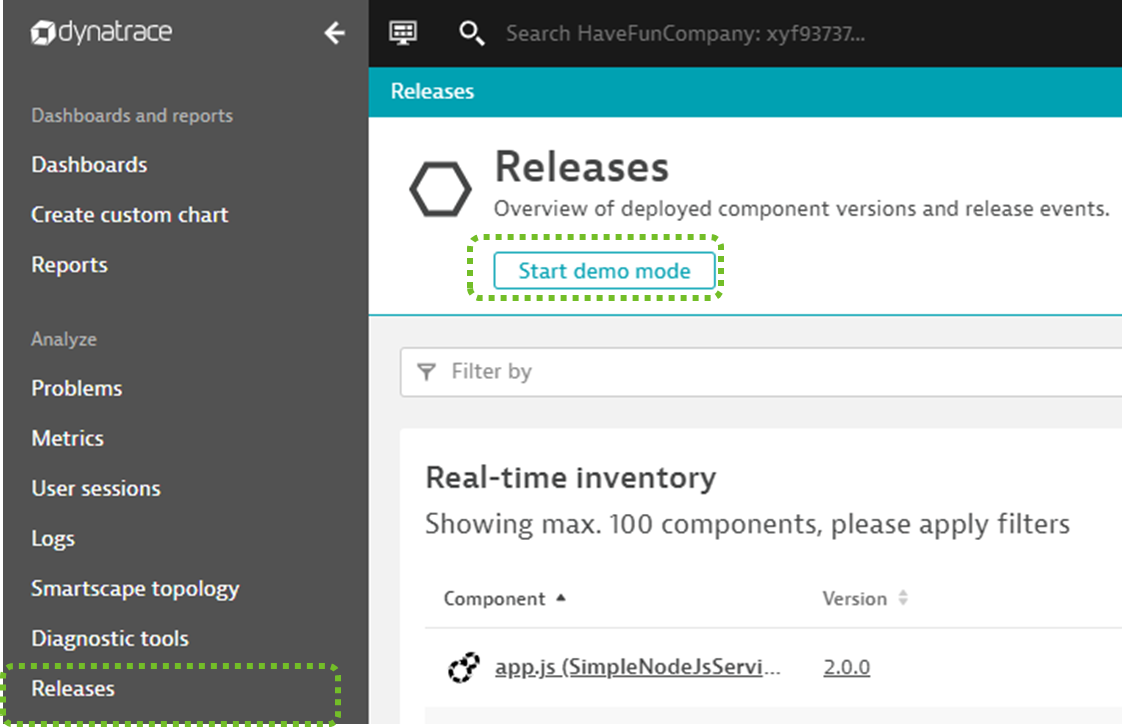 dynatrace
Search HaveFunCompany: xyf93737...
Releases
Dashboards and reports
Dashboards
Create custom chart
Reports
Analyze
Problems
Metrics
User sessions
Logs
Smartscape topology
Diagnostic tools
Releases
Releases
Overview of deployed component versions and release events.
Start demo mode
Filter by
Real-time inventory
Showing max. 100 components, please apply filters
Component Version
app.js (SimpleNodeJsServi... 2.0.0